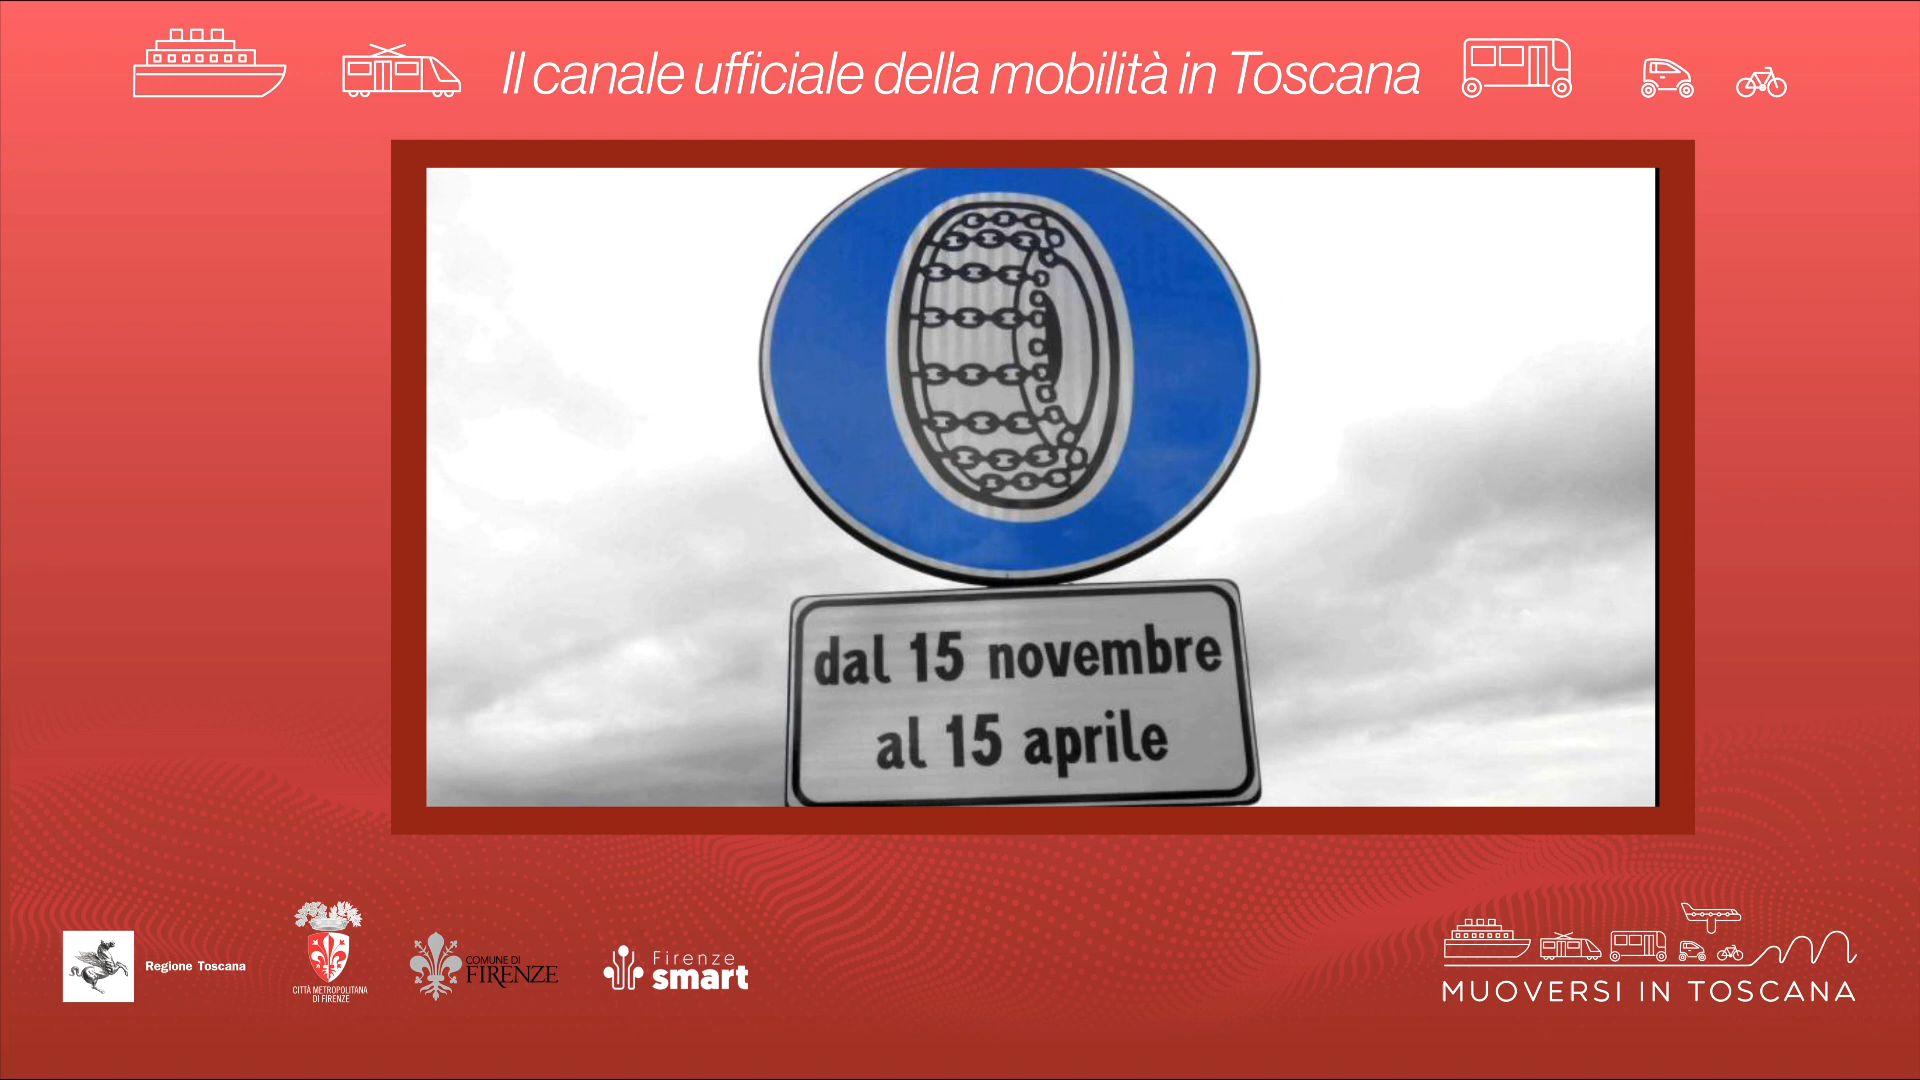 Il canale ufficiale della mobilità in Toscana
dal 15 novembre
al 15 aprile
Regione Toscana
CITTÀ METROPOLITANA
DI FIRENZE
COMUNE DI
FIRENZE
Firenze
smart
MUOVERSI IN TOSCANA